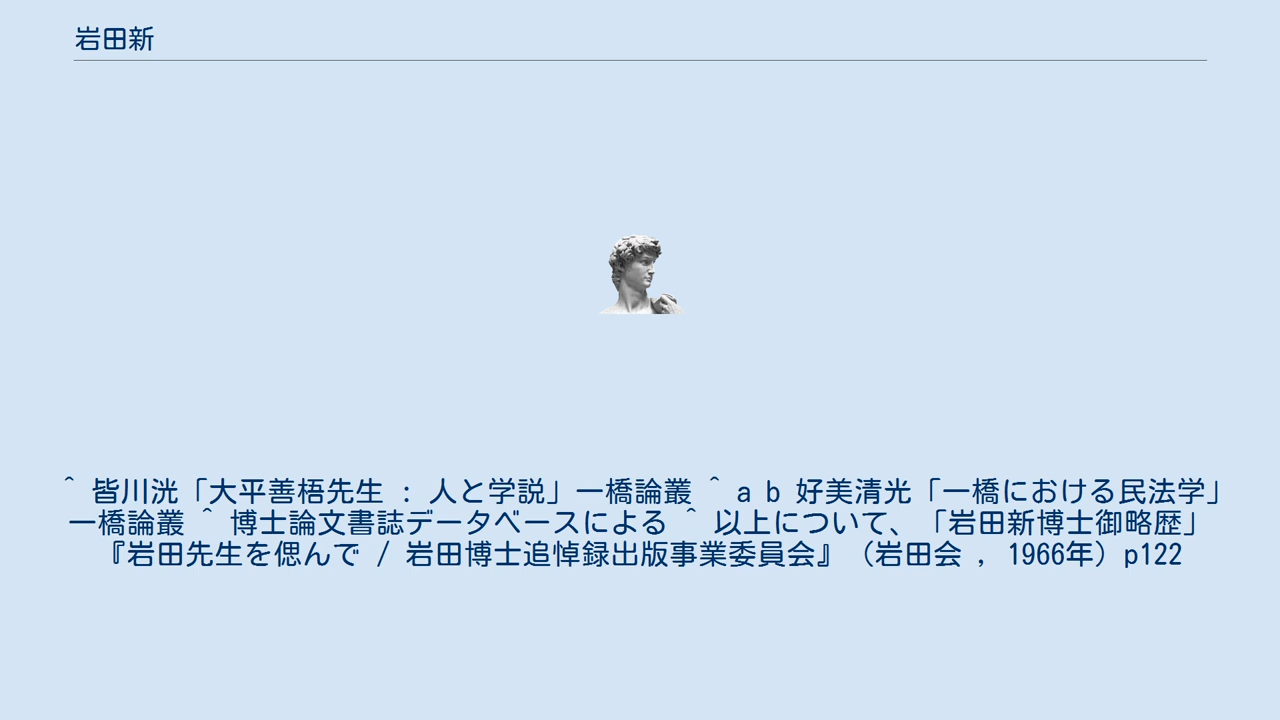 岩田新
^ 皆川洸「大平善梧先生 : 人と学説」一橋論叢 ^ a b 好美清光「一橋における民法学」
一橋論叢 ^ 博士論文書誌データベースによる ^ 以上について、「岩田新博士御略歴」
『岩田先生を偲んで / 岩田博士追悼録出版事業委員会』（岩田会 , 1966年）p122